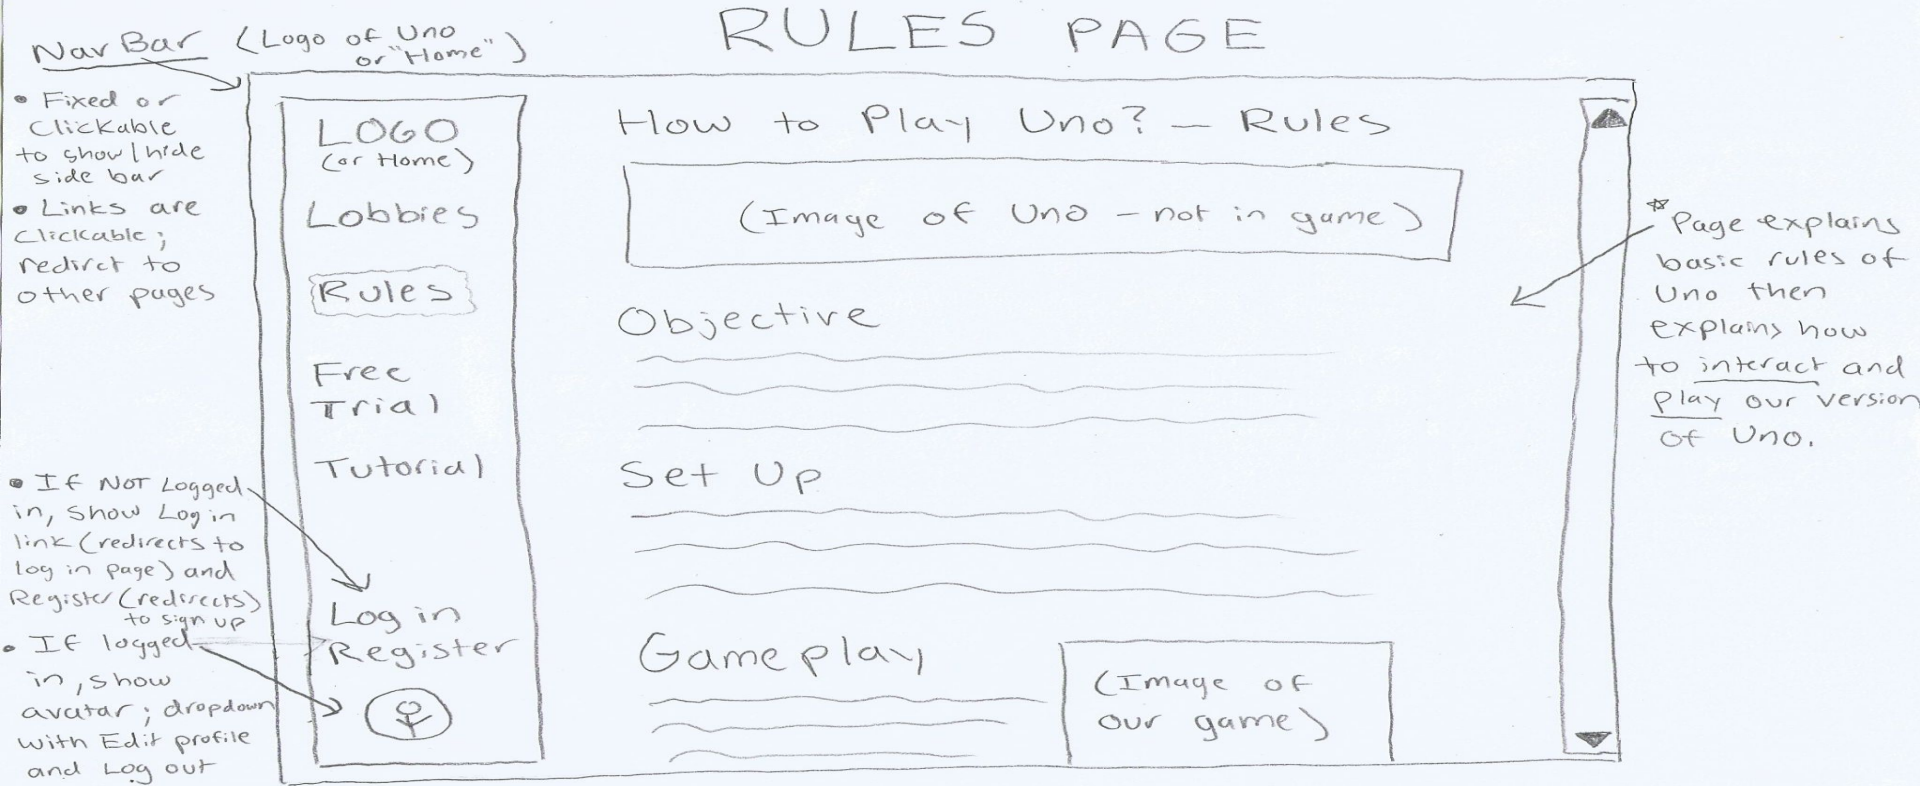 RULES PAGE
Nav Bar (Logo of Uno
or "Home")
• Fixed or
Clickable
to show/hide
side bar
• Links are
Clickable;
redirct to
other pages
• If NOT Logged
in, show Log in
link (redirects to
log in page) and
Register (redirects)
to sign up
• If logged
in, show
avatar; dropdown
with Edit profile
and Log out
LOGO
(or Home)
Lobbies
Rules
Free
Trial
Tutorial
Log in
Register
How to Play Uno? – Rules
(Image of Uno – not in game)
Objective
Set Up
Gameplay
(Image of
our game)
Page explains
basic rules of
Uno then
explains how
to interact and
play our version
of Uno.